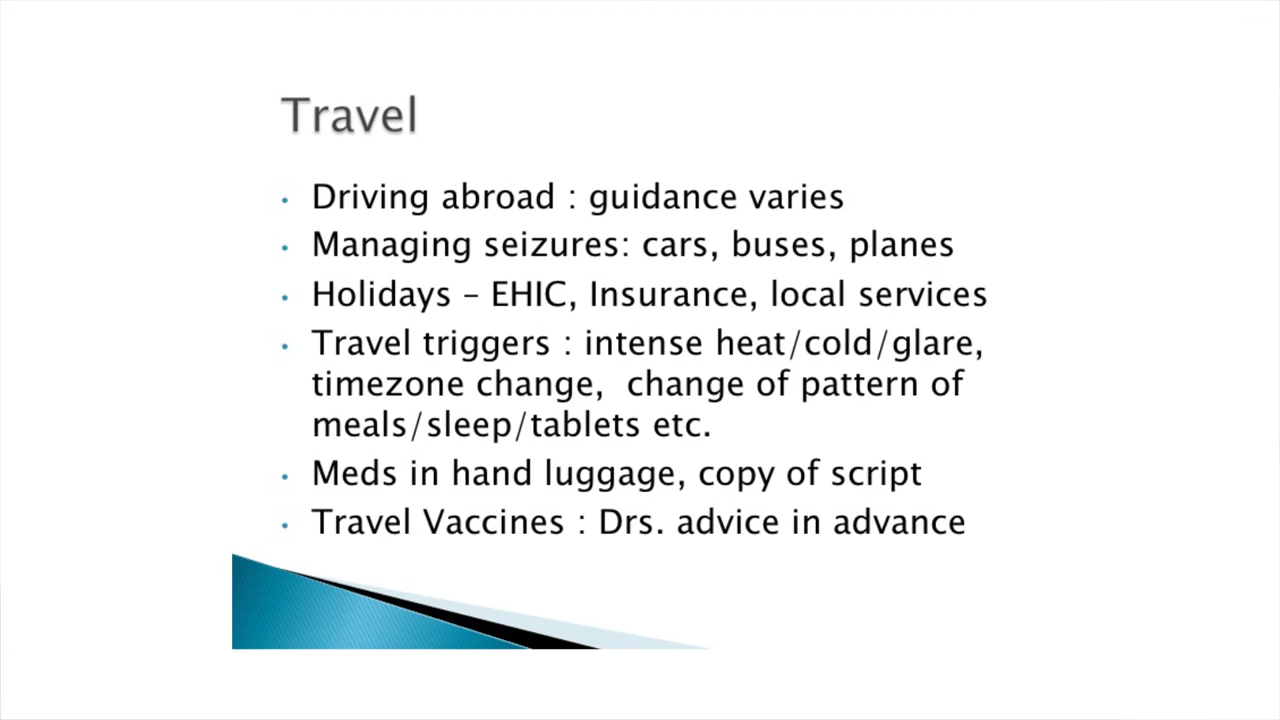 Travel
• Driving abroad : guidance varies
• Managing seizures: cars, buses, planes
• Holidays – EHIC, Insurance, local services
• Travel triggers : intense heat/cold/glare,
timezone change,  change of pattern of
meals/sleep/tablets etc.
• Meds in hand luggage, copy of script
• Travel Vaccines : Drs. advice in advance